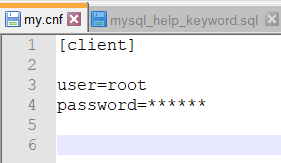 my.cnf mysql_help_keyword.sql
1 [client]
2
3 user=root
4 password=******
5
6